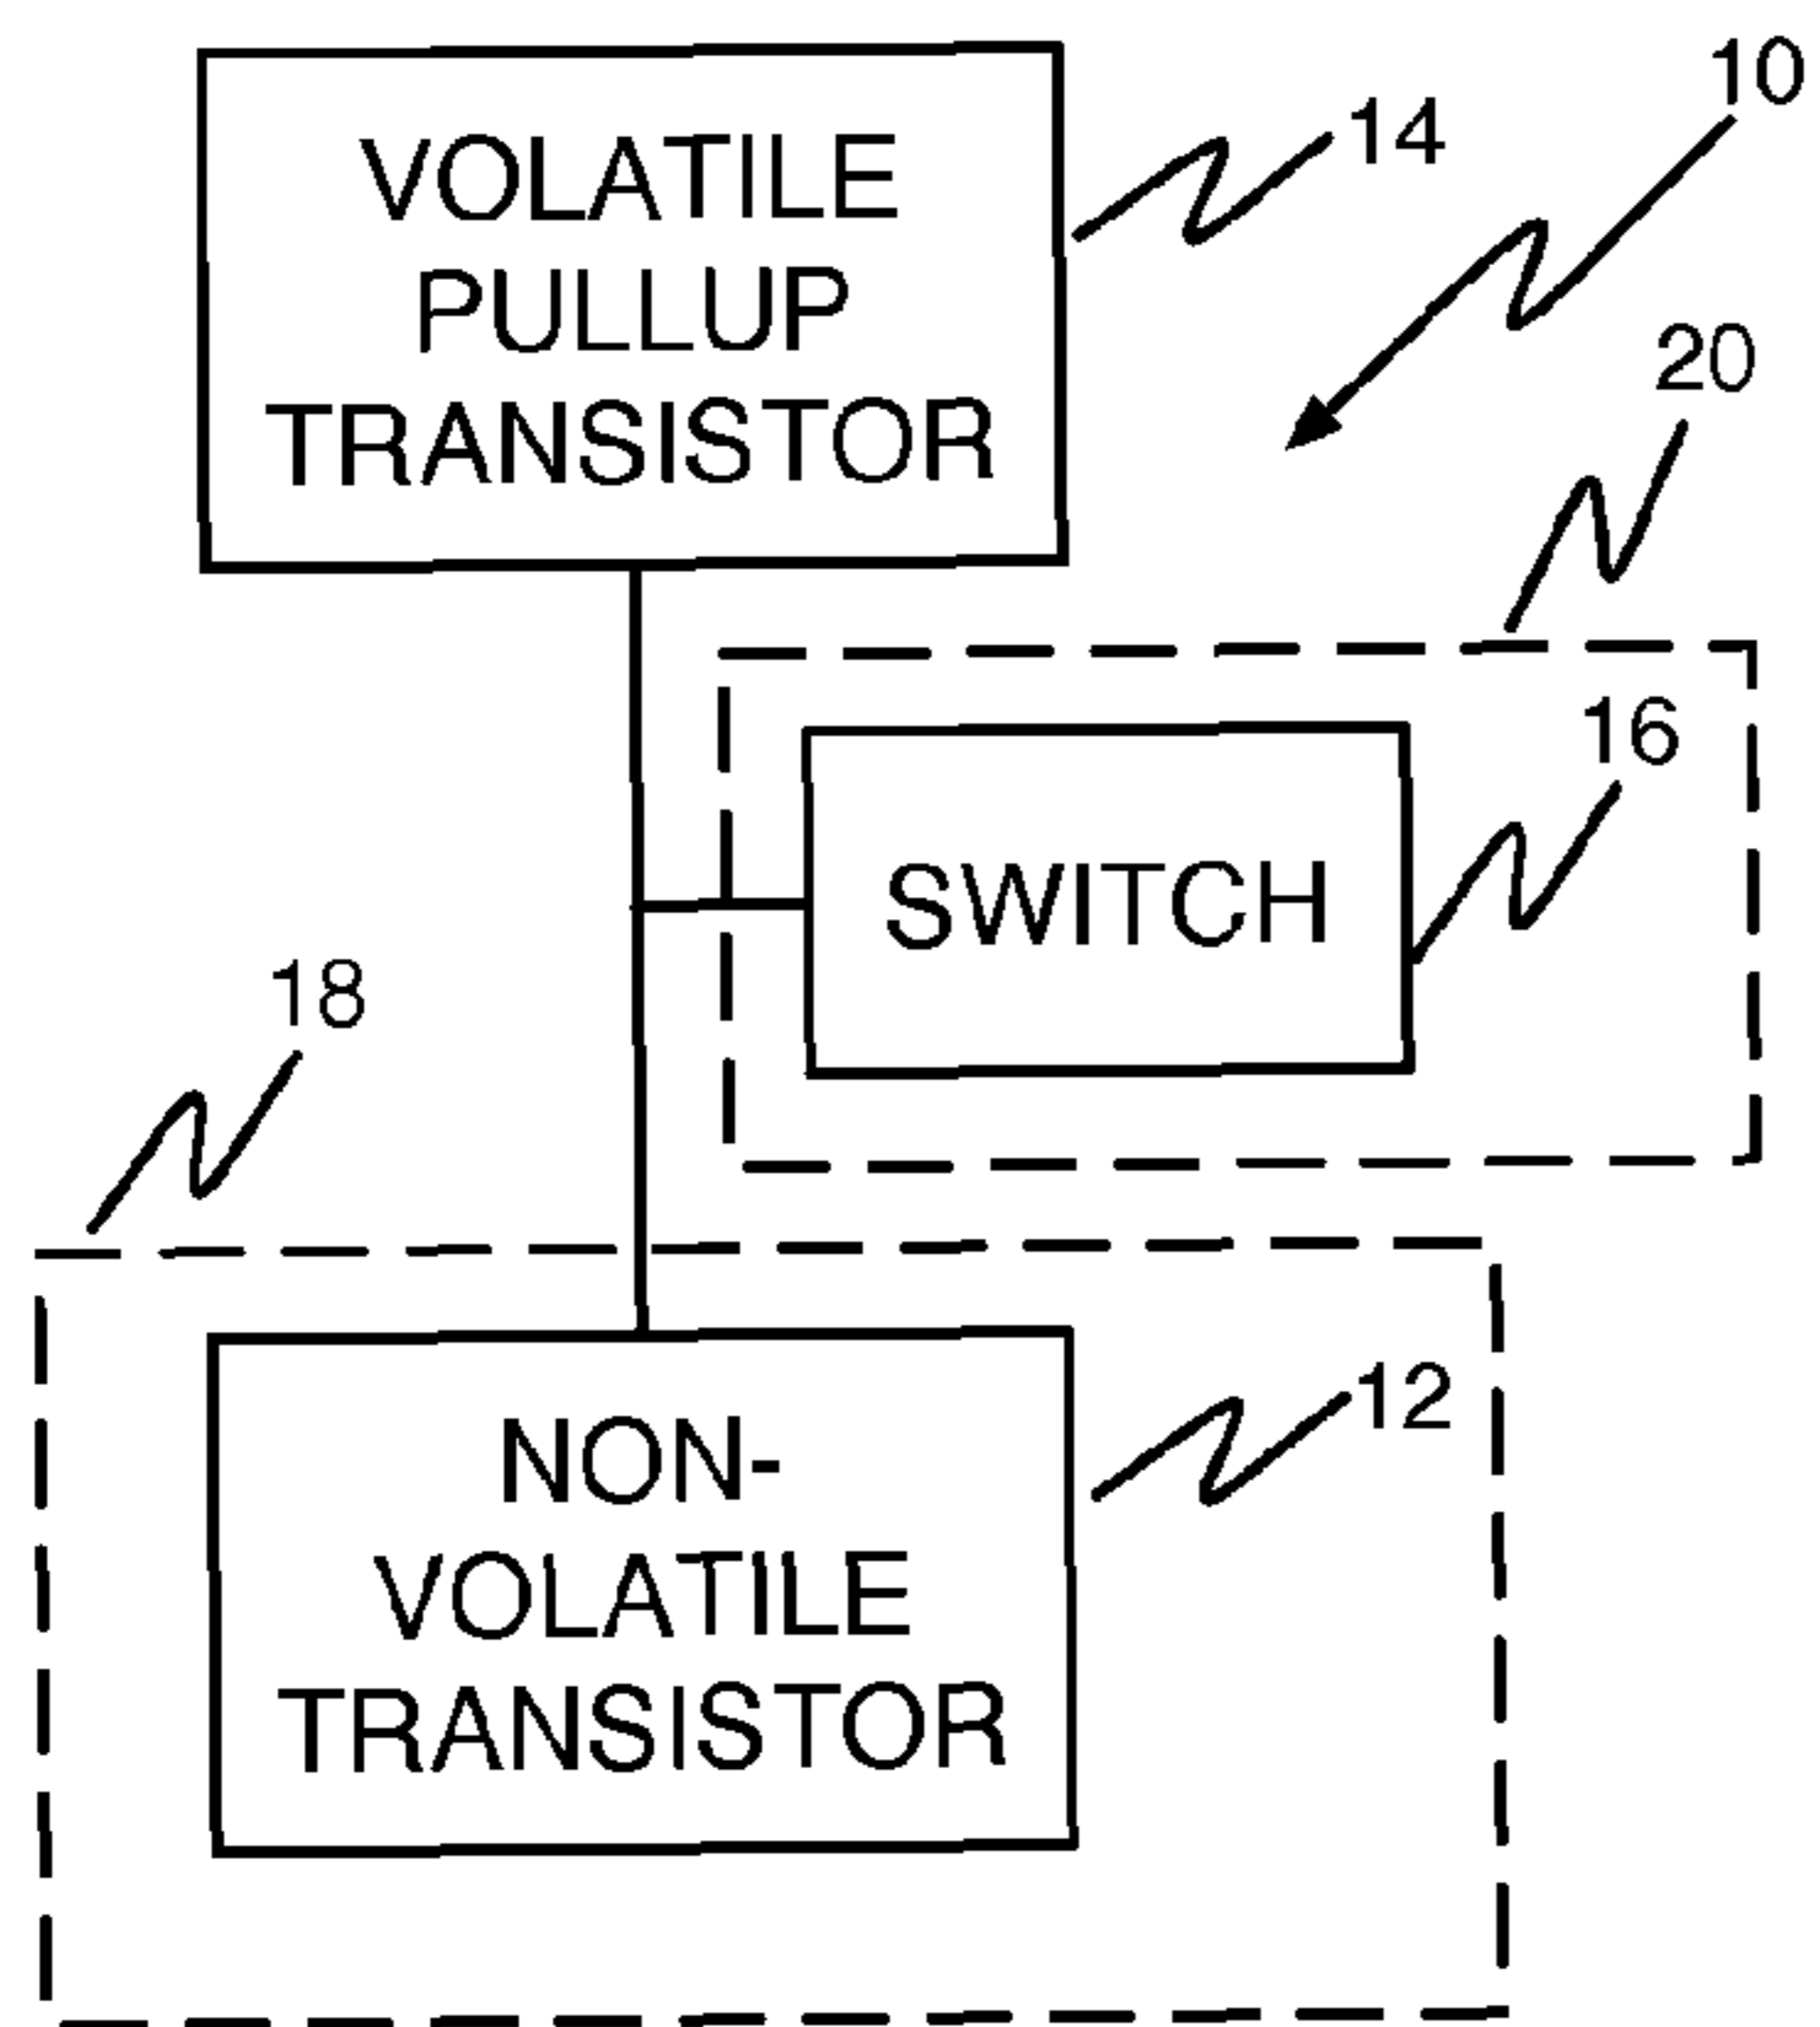 10
14
VOLATILE
PULLUP
TRANSISTOR
20
16
SWITCH
18
12
NON-
VOLATILE
TRANSISTOR